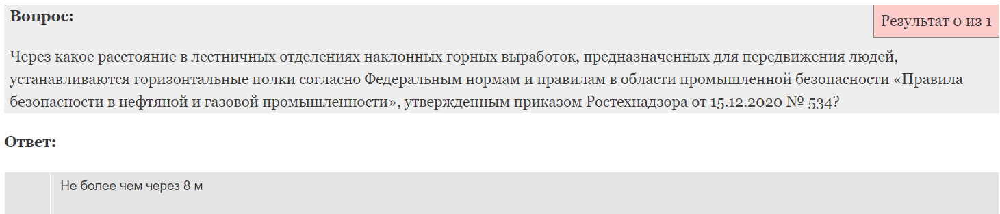 Вопрос:
Результат 0 из 1
Через какое расстояние в лестничных отделениях наклонных горных выработок, предназначенных для передвижения людей,
устанавливаются горизонтальные полки согласно Федеральным нормам и правилам в области промышленной безопасности «Правила
безопасности в нефтяной и газовой промышленности», утвержденным приказом Ростехнадзора от 15.12.2020 № 534?
Ответ:
Не более чем через 8 м